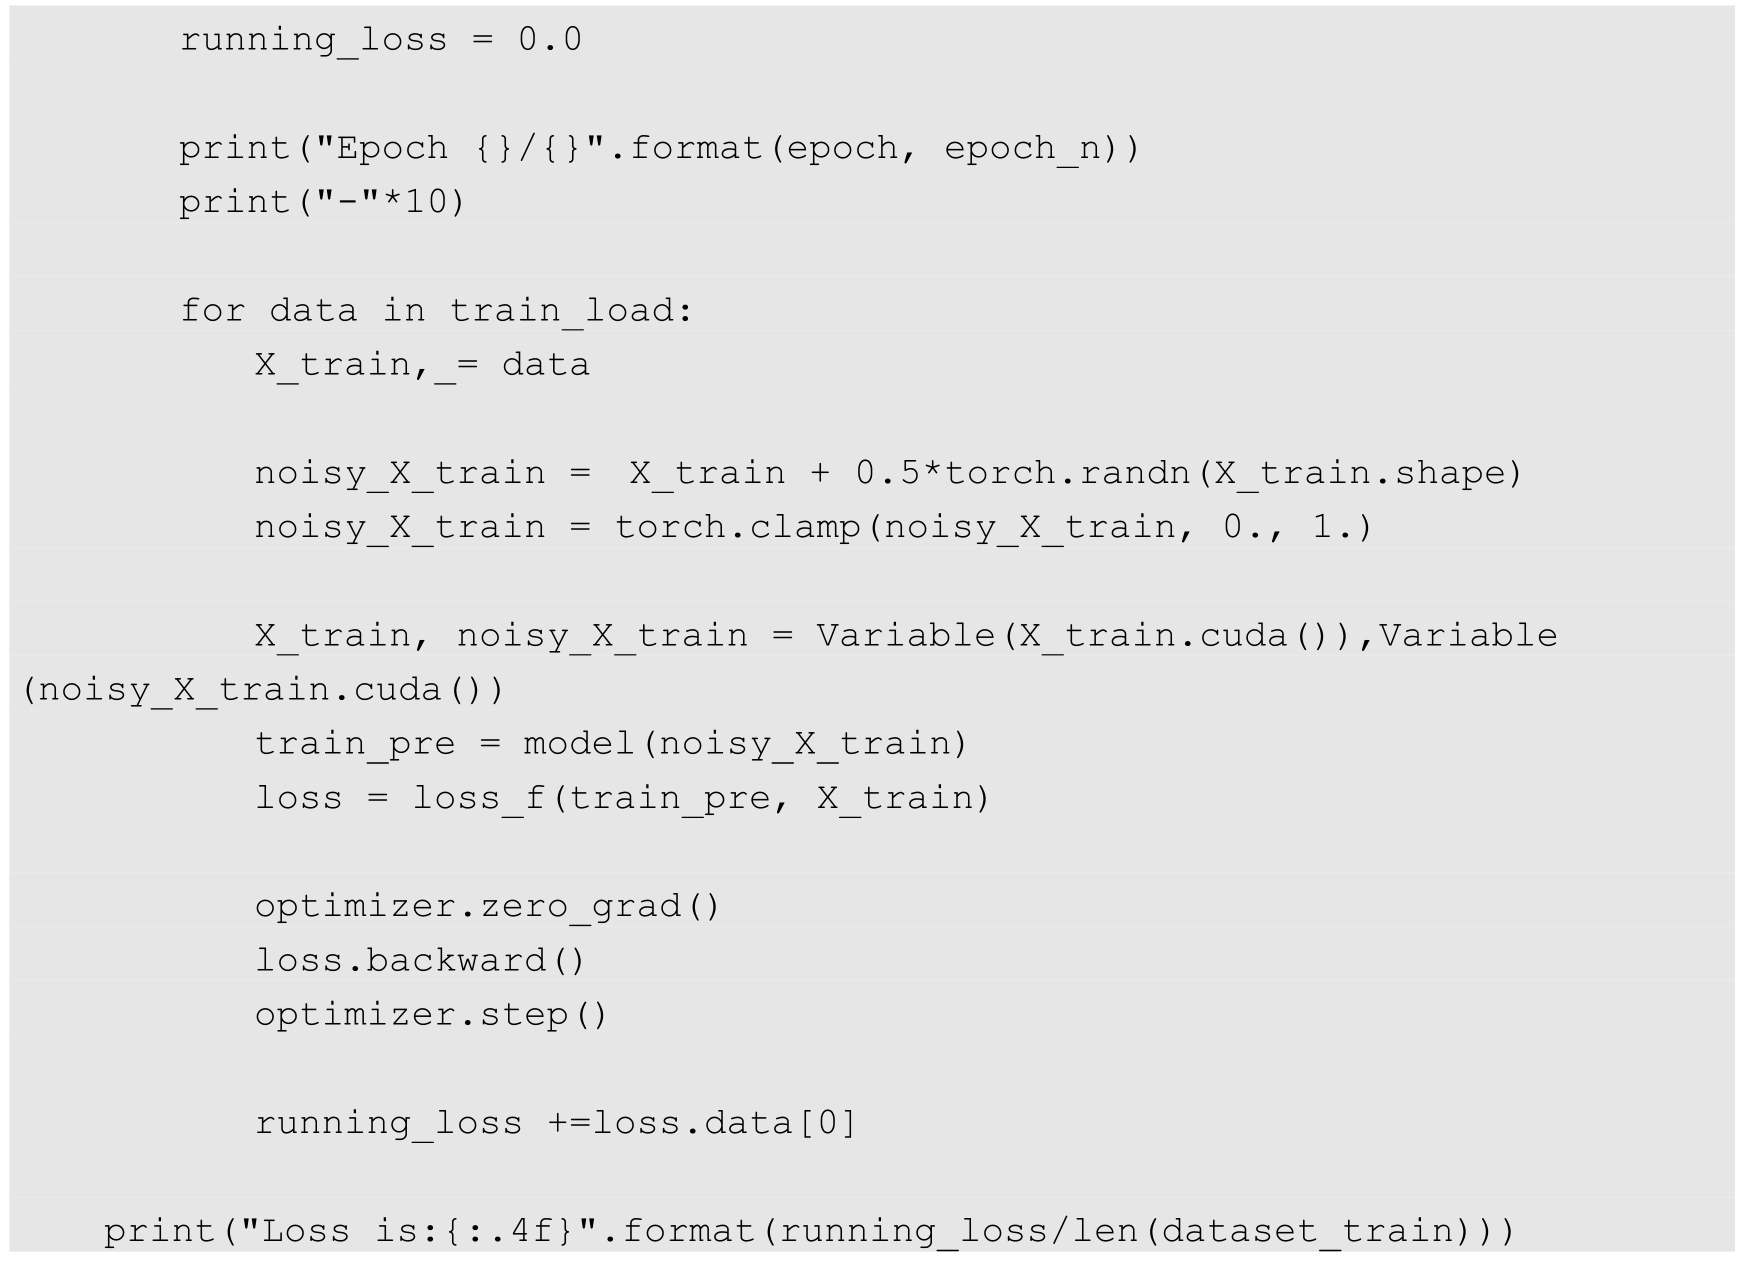 running_loss = 0.0
print("Epoch {}/{}".format(epoch, epoch_n))
print("-"*10)
for data in train_load:
X_train,_= data
noisy_X_train =  X_train + 0.5*torch.randn(X_train.shape)
noisy_X_train = torch.clamp(noisy_X_train, 0., 1.)
X_train, noisy_X_train = Variable(X_train.cuda()),Variable
(noisy_X_train.cuda())
train_pre = model(noisy_X_train)
loss = loss_f(train_pre, X_train)
optimizer.zero_grad()
loss.backward()
optimizer.step()
running_loss +=loss.data[0]
print("Loss is:{:.4f}".format(running_loss/len(dataset_train)))